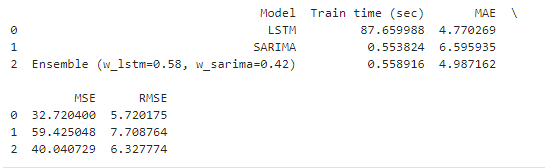 Model Train time (sec) MAE \
0 LSTM 87.659988 4.770269
1 SARIMA 0.553824 6.595935
2 Ensemble (w_lstm=0.58, w_sarima=0.42) 0.558916 4.987162
MSE RMSE
0 32.720400 5.720175
1 59.425048 7.708764
2 40.040729 6.327774